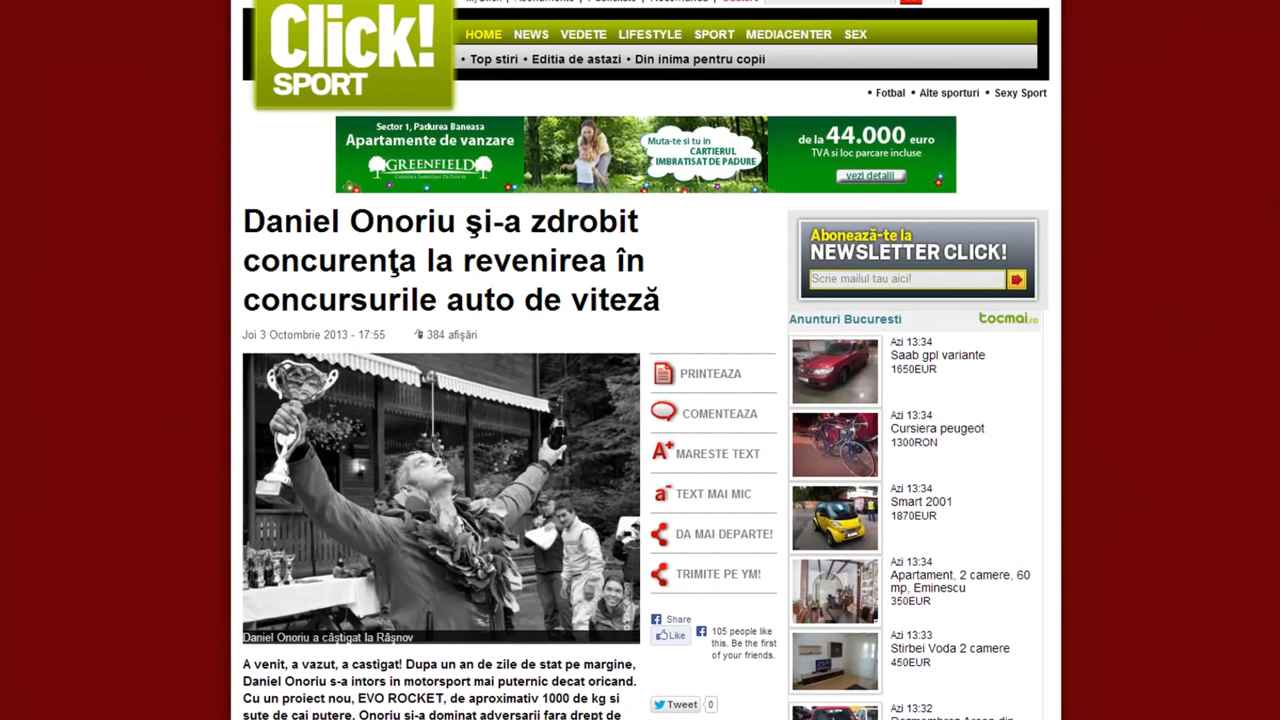 Click!
SPORT
HOME NEWS VEDETE LIFESTYLE SPORT MEDIACENTER SEX
• Top stiri • Editia de astazi • Din inima pentru copii
• Fotbal • Alte sporturi • Sexy Sport
Sector 1, Padurea Baneasa
Apartamente de vanzare
GREENFIELD
Muta-te si tu in
CARTIERUL
IMBRATISAT DE PADURE
de la 44.000 euro
TVA si loc parcare incluse
vezi detalii
Daniel Onoriu şi-a zdrobit
concurenţa la revenirea în
concursurile auto de viteză
Joi 3 Octombrie 2013 - 17:55 384 afişări
Daniel Onoriu a câştigat la Râşnov
A venit, a vazut, a castigat! Dupa un an de zile de stat pe margine,
Daniel Onoriu s-a intors in motorsport mai puternic decat oricand.
Cu un proiect nou, EVO ROCKET, de aproximativ 1000 de kg si
sute de cai putere, Onoriu si-a dominat adversarii fara drept de
PRINTEAZA
COMENTEAZA
A+ MARESTE TEXT
a- TEXT MAI MIC
DA MAI DEPARTE!
TRIMITE PE YM!
Share
Like
105 people like
this. Be the first
of your friends.
Tweet 0
Abonează-te la
NEWSLETTER CLICK!
Scrie mailul tau aici!
Anunturi Bucuresti tocmai.ro
Azi 13:34
Saab gpl variante
1650EUR
Azi 13:34
Cursiera peugeot
1300RON
Azi 13:34
Smart 2001
1870EUR
Azi 13:34
Apartament, 2 camere, 60
mp, Eminescu
350EUR
Azi 13:33
Stirbei Voda 2 camere
450EUR
Azi 13:32